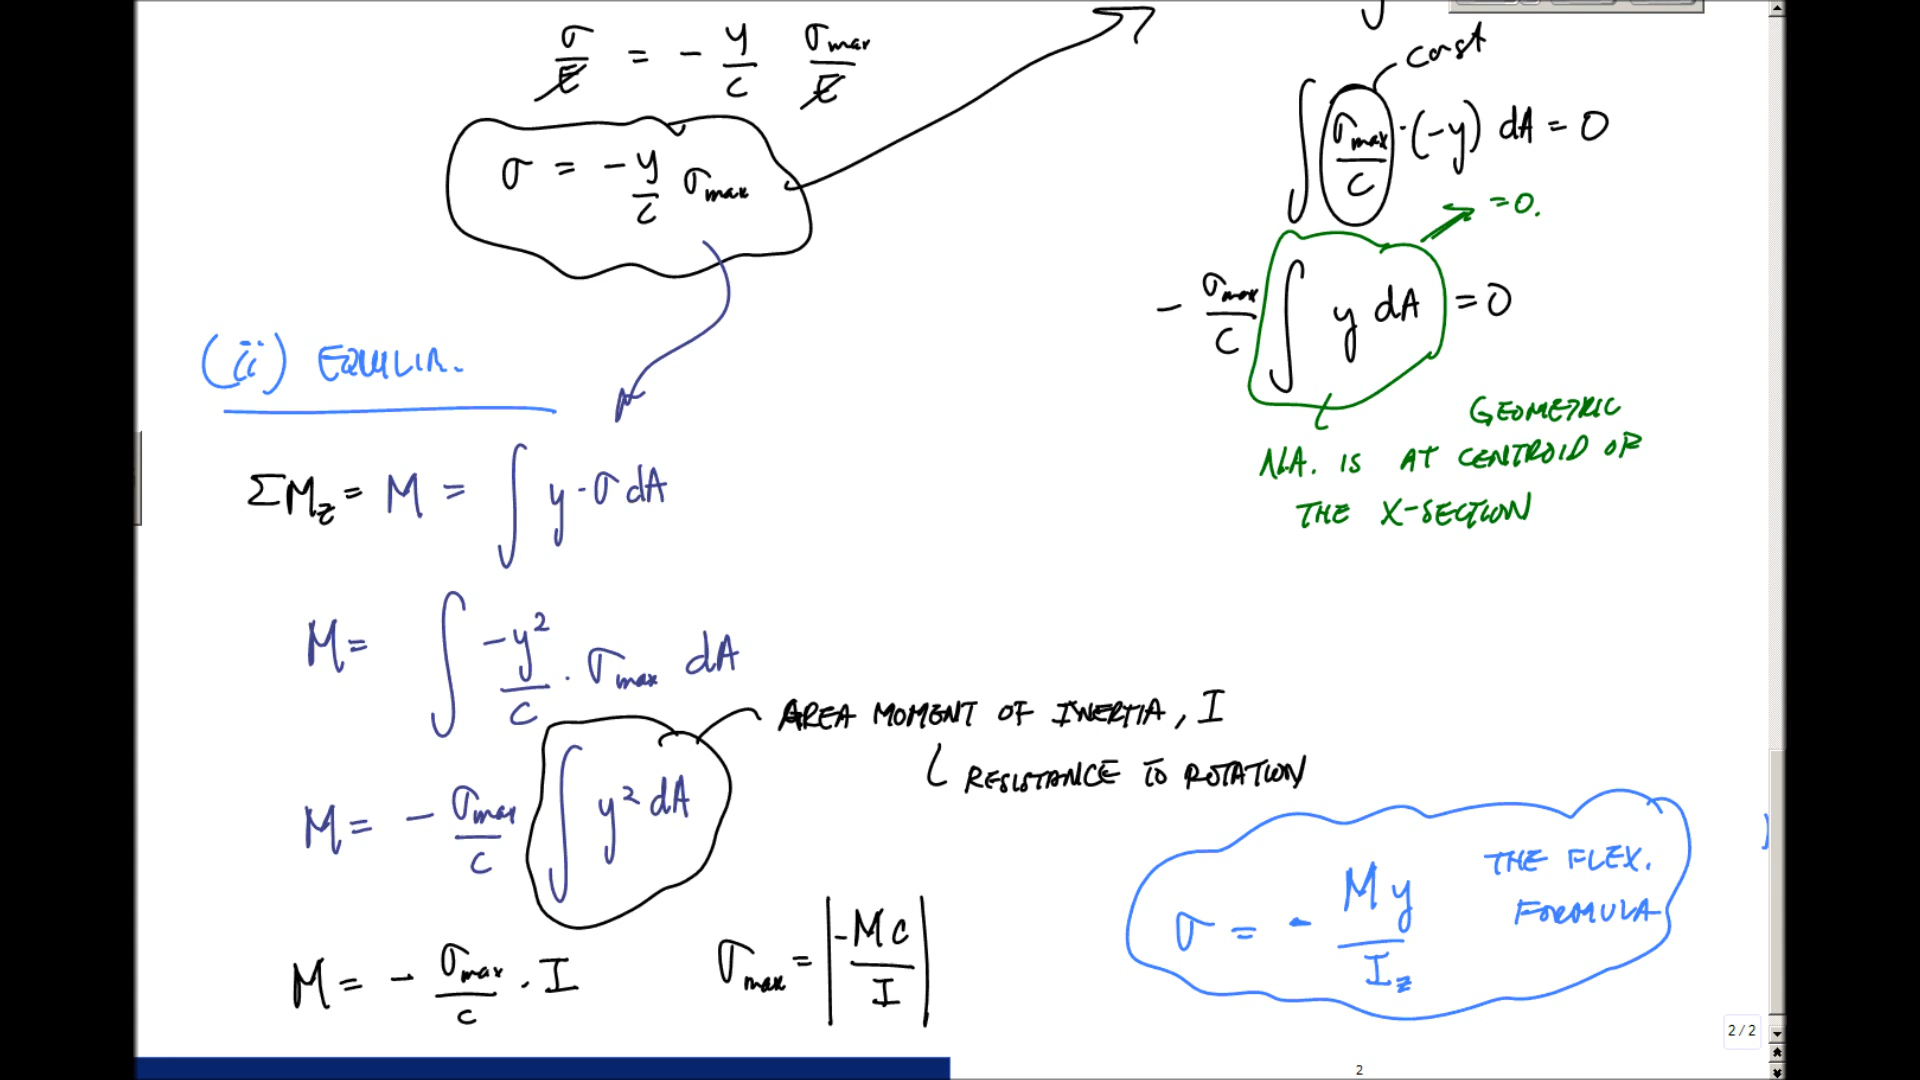 σ/E = - y/c σmax/E
σ = - y/c σmax
(ii) EQUILIB.
ΣMz = M = ∫ y · σ dA
M = ∫ -y²/c · σmax dA
M = - σmax/c ∫ y² dA
AREA MOMENT OF INERTIA, I
RESISTANCE TO ROTATION
M = - σmax/c · I
σmax = |-Mc/I|
const
∫ σmax/c · (-y) dA = 0
= 0.
- σmax/c ∫ y dA = 0
GEOMETRIC
N.A. IS AT CENTROID OF
THE X-SECTION
σ = - My/Iz
THE FLEX.
FORMULA
2 / 2
2